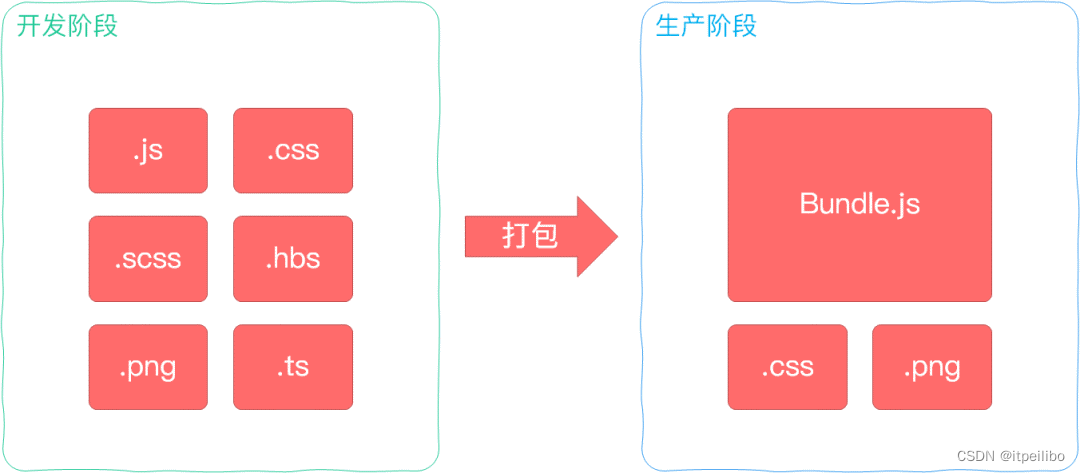 开发阶段
.js
.css
.scss
.hbs
.png
.ts
打包
生产阶段
Bundle.js
.css
.png
CSDN @itpeilibo